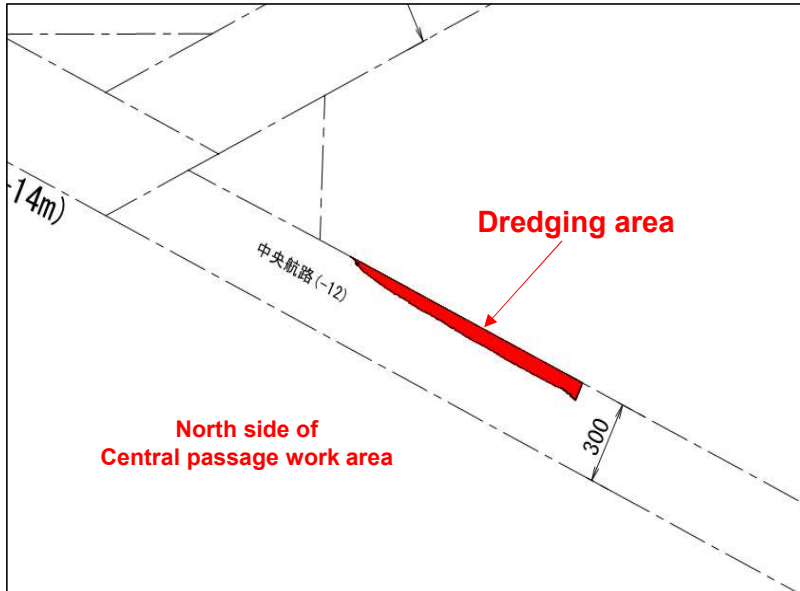 -14m)
Dredging area
中央航路(-12)
North side of
Central passage work area
300